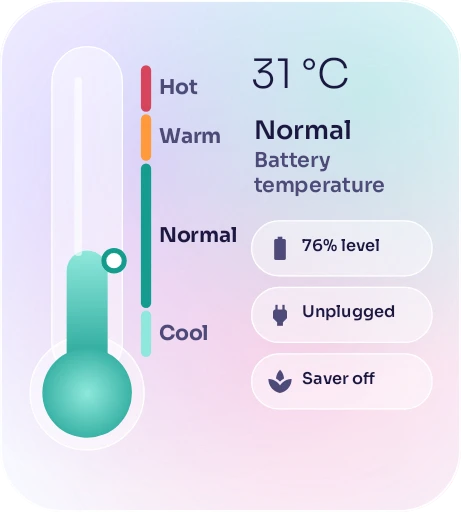 Hot
Warm
Normal
Cool
31 °C
Normal
Battery
temperature
76% level
Unplugged
Saver off